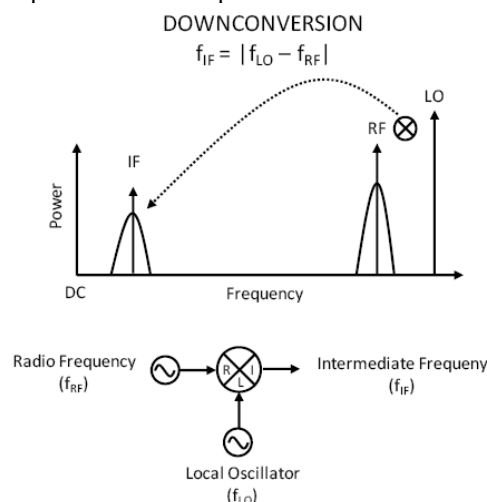 DOWNCONVERSION
f_IF = |f_LO – f_RF|
LO
RF
IF
Power
DC
Frequency
Radio Frequency
(f_RF)
R
I
L
Intermediate Frequeny
(f_IF)
Local Oscillator
(f_LO)